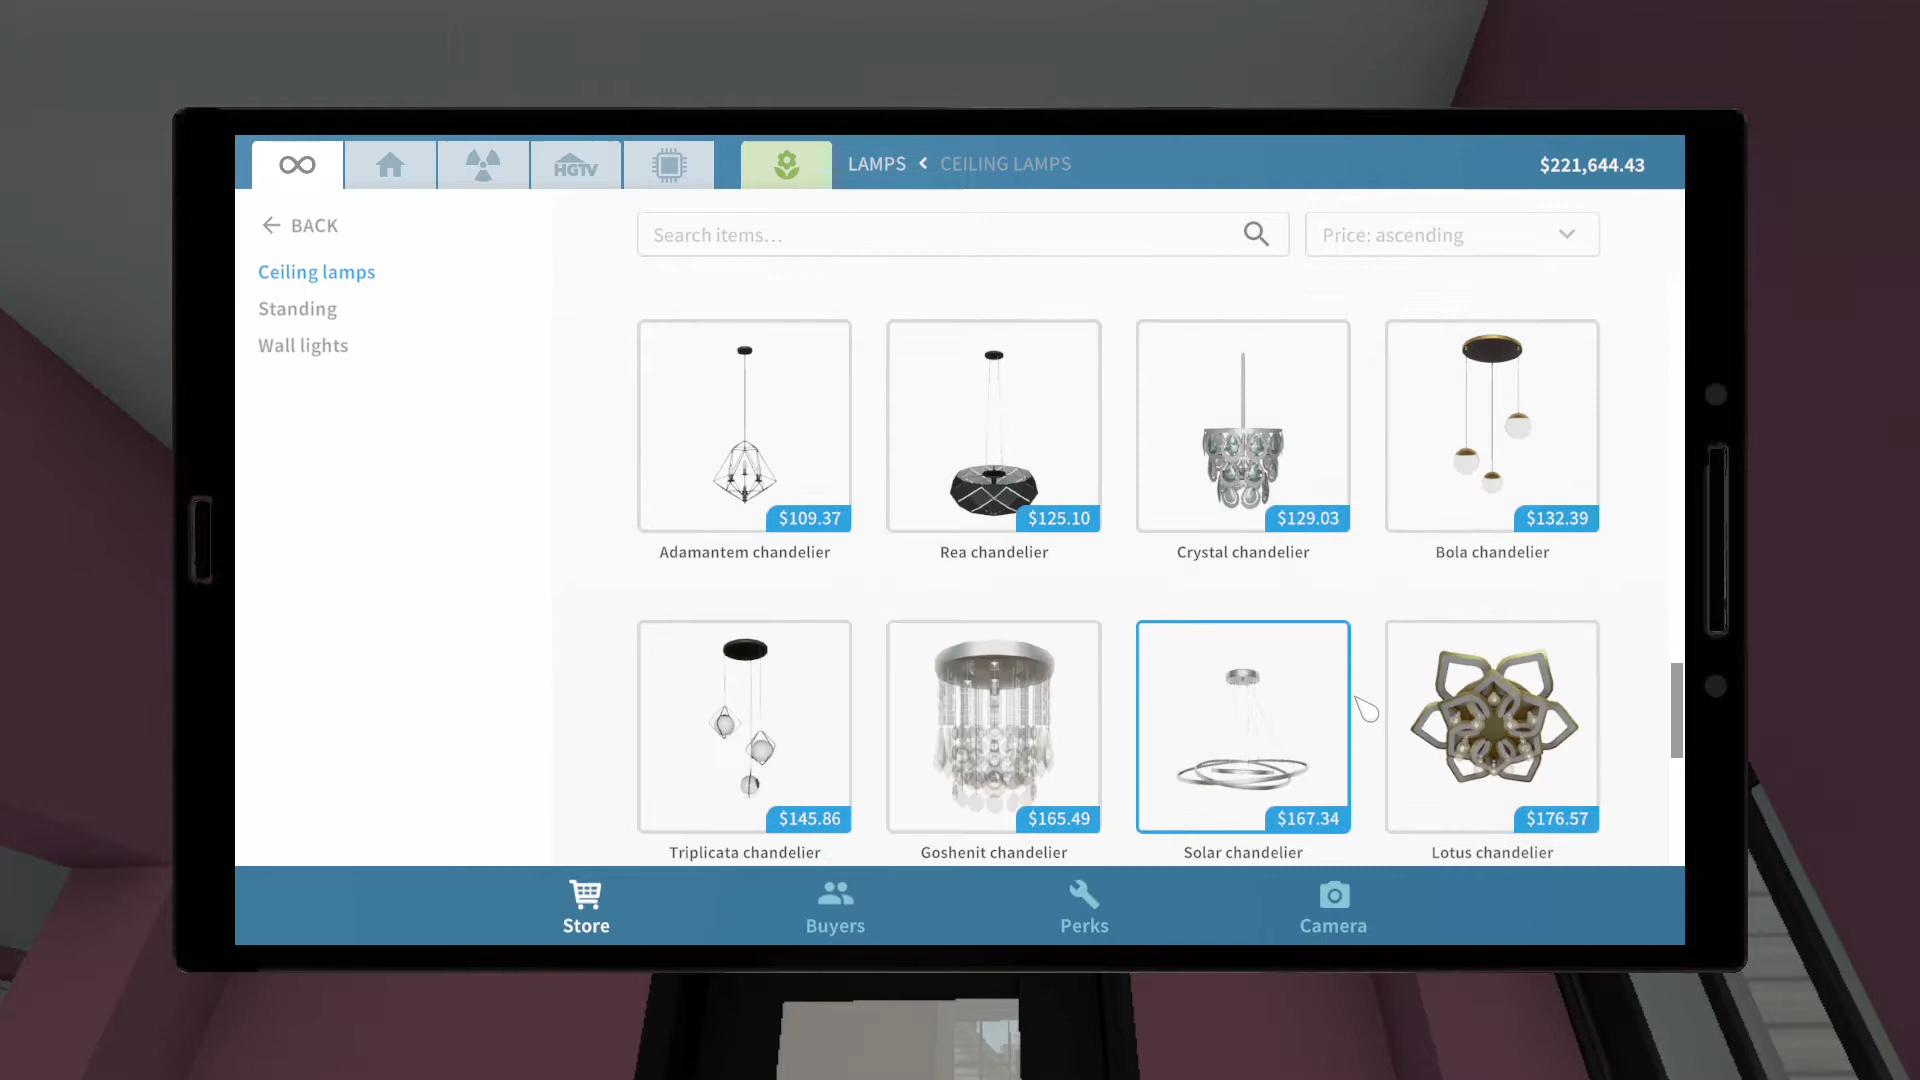 HGTV
LAMPS < CEILING LAMPS
$221,644.43
BACK
Search items...
Price: ascending
Ceiling lamps
Standing
Wall lights
$109.37
$125.10
$129.03
$132.39
Adamantem chandelier
Rea chandelier
Crystal chandelier
Bola chandelier
$145.86
$165.49
$167.34
$176.57
Triplicata chandelier
Goshenit chandelier
Solar chandelier
Lotus chandelier
Store
Buyers
Perks
Camera